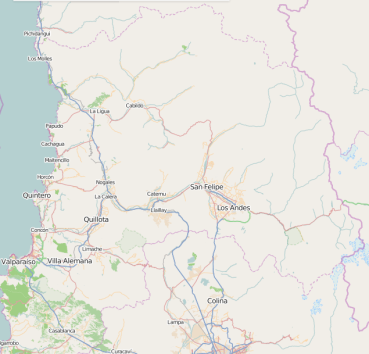 Pichidangui
Los Molles
La Ligua
Cabildo
Papudo
Cachagua
Maitencillo
Horcón
Nogales
Quintero
La Calera
Catemu
San Felipe
Llaillay
Los Andes
Quillota
Concón
Limache
Valparaíso
Villa Alemana
Colina
Lampa
Casablanca
Curacaví